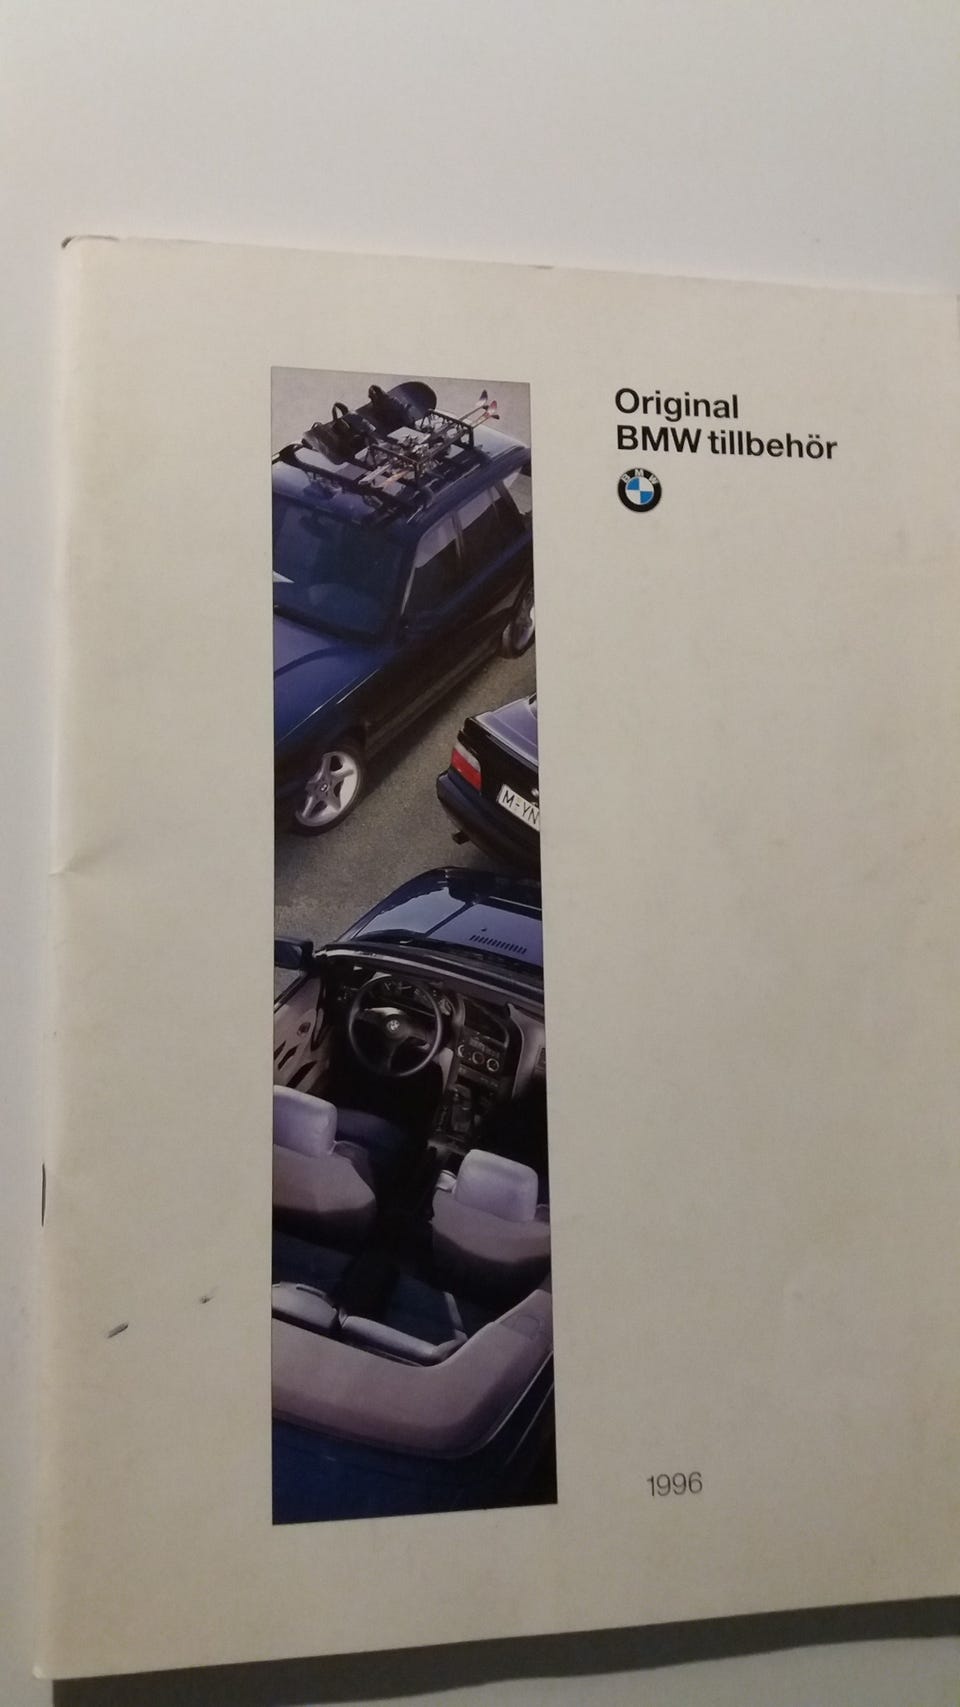 Original
BMW tillbehör
BMW
M-YN
1996